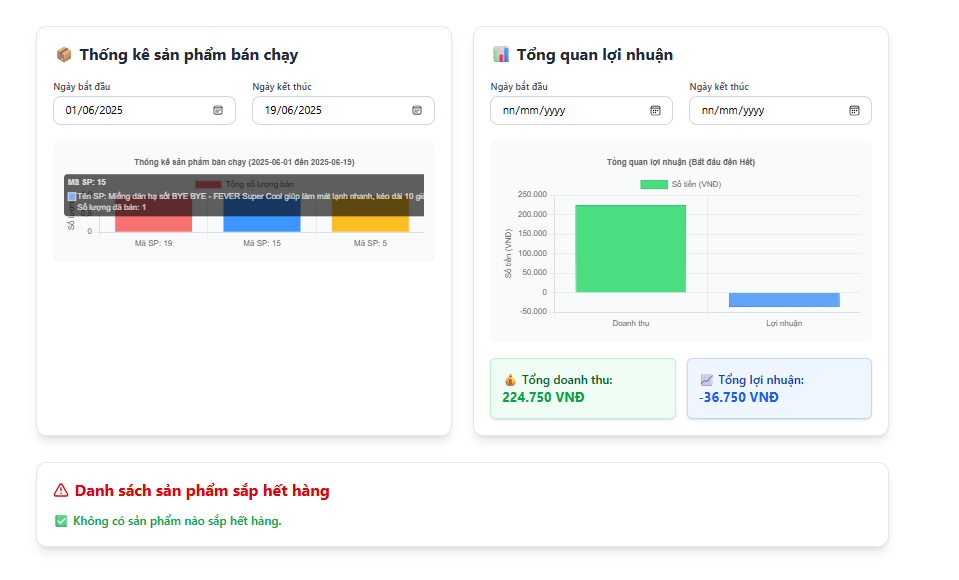 Thống kê sản phẩm bán chạy
Ngày bắt đầu
Ngày kết thúc
01/06/2025
19/06/2025
Thống kê sản phẩm bán chạy (2025-06-01 đến 2025-06-19)
Tổng số lượng bán
Mã SP: 15
Tên SP: Miếng dán hạ sốt BYE BYE - FEVER Super Cool giúp làm mát lạnh nhanh, kéo dài 10
Số lượng đã bán: 1
0
Mã SP: 19
Mã SP: 15
Mã SP: 5
Tổng quan lợi nhuận
Ngày bắt đầu
Ngày kết thúc
nn/mm/yyyy
nn/mm/yyyy
Tổng quan lợi nhuận (Bắt đầu đến Hết)
Số tiền (VNĐ)
Số tiền (VNĐ)
250.000
200.000
150.000
100.000
50.000
0
-50.000
Doanh thu
Lợi nhuận
Tổng doanh thu:
224.750 VNĐ
Tổng lợi nhuận:
-36.750 VNĐ
Danh sách sản phẩm sắp hết hàng
Không có sản phẩm nào sắp hết hàng.